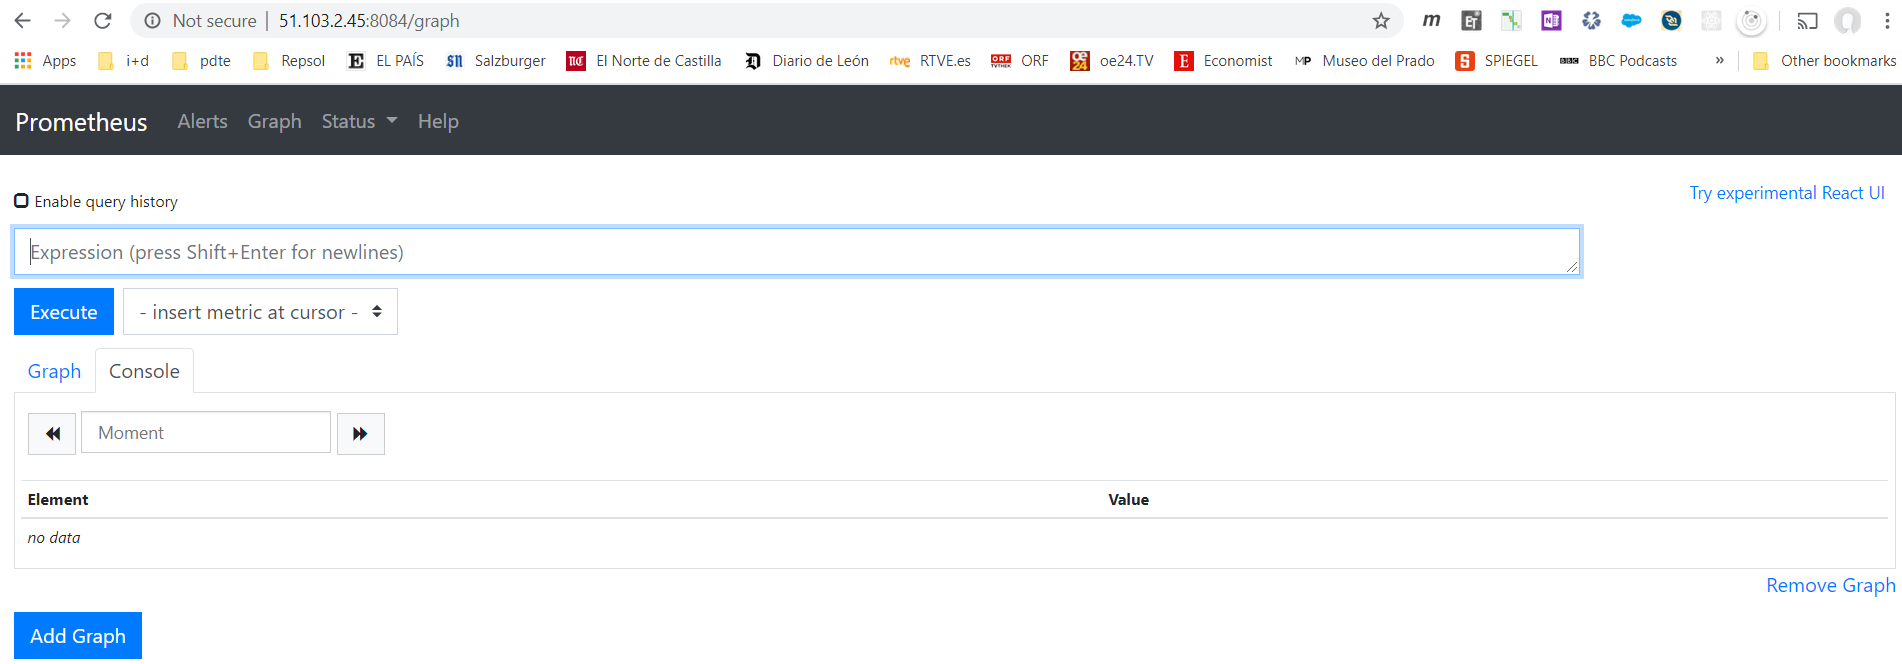 Not secure 51.103.2.45:8084/graph
Apps i+d pdte Repsol EL PAÍS Salzburger El Norte de Castilla Diario de León RTVE.es ORF oe24.TV Economist Museo del Prado SPIEGEL BBC Podcasts » Other bookmarks
Prometheus Alerts Graph Status Help
Enable query history
Try experimental React UI
Expression (press Shift+Enter for newlines)
Execute - insert metric at cursor -
Graph Console
Moment
Element Value
no data
Remove Graph
Add Graph